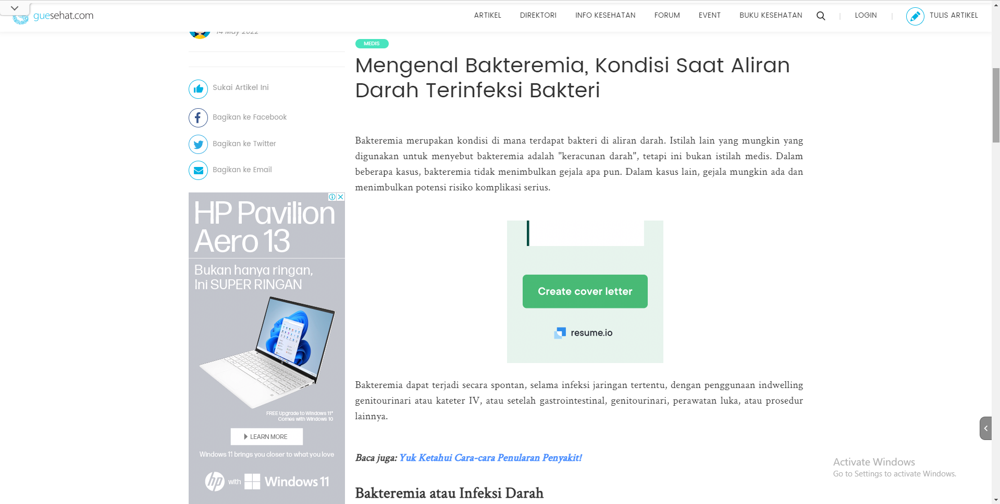 guesehat.com
ARTIKEL
DIREKTORI
INFO KESEHATAN
FORUM
EVENT
BUKU KESEHATAN
LOGIN
TULIS ARTIKEL
14 May 2022
Sukai Artikel Ini
Bagikan ke Facebook
Bagikan ke Twitter
Bagikan ke Email
HP Pavilion
Aero 13
Bukan hanya ringan,
Ini SUPER RINGAN
FREE Upgrade to Windows 11*
Comes with Windows 10
LEARN MORE
Windows 11 brings you closer to what you love
hp with Windows 11
MEDIS
Mengenal Bakteremia, Kondisi Saat Aliran
Darah Terinfeksi Bakteri
Bakteremia merupakan kondisi di mana terdapat bakteri di aliran darah. Istilah lain yang mungkin yang
digunakan untuk menyebut bakteremia adalah "keracunan darah", tetapi ini bukan istilah medis. Dalam
beberapa kasus, bakteremia tidak menimbulkan gejala apa pun. Dalam kasus lain, gejala mungkin ada dan
menimbulkan potensi risiko komplikasi serius.
Create cover letter
resume.io
Bakteremia dapat terjadi secara spontan, selama infeksi jaringan tertentu, dengan penggunaan indwelling
genitourinari atau kateter IV, atau setelah gastrointestinal, genitourinari, perawatan luka, atau prosedur
lainnya.
Baca juga: Yuk Ketahui Cara-cara Penularan Penyakit!
Bakteremia atau Infeksi Darah
Activate Windows
Go to Settings to activate Windows.